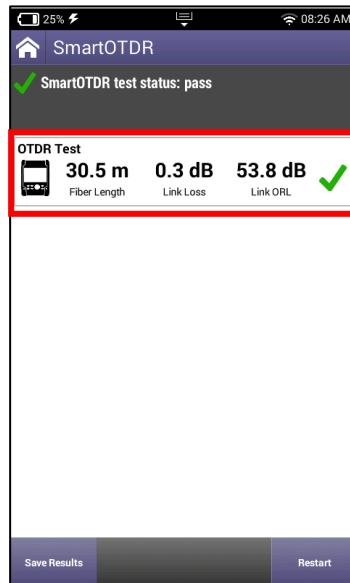 25% 08:26 AM
SmartOTDR
SmartOTDR test status: pass
OTDR Test
30.5 m 0.3 dB 53.8 dB
Fiber Length Link Loss Link ORL
Save Results Restart